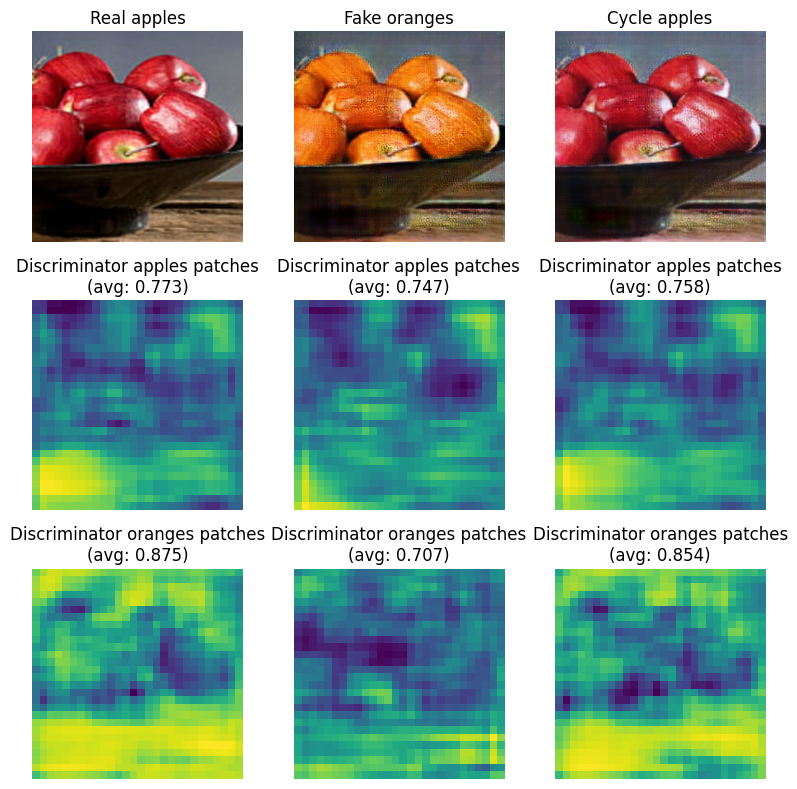 Real apples
Fake oranges
Cycle apples
Discriminator apples patches
(avg: 0.773)
Discriminator apples patches
(avg: 0.747)
Discriminator apples patches
(avg: 0.758)
Discriminator oranges patches
(avg: 0.875)
Discriminator oranges patches
(avg: 0.707)
Discriminator oranges patches
(avg: 0.854)